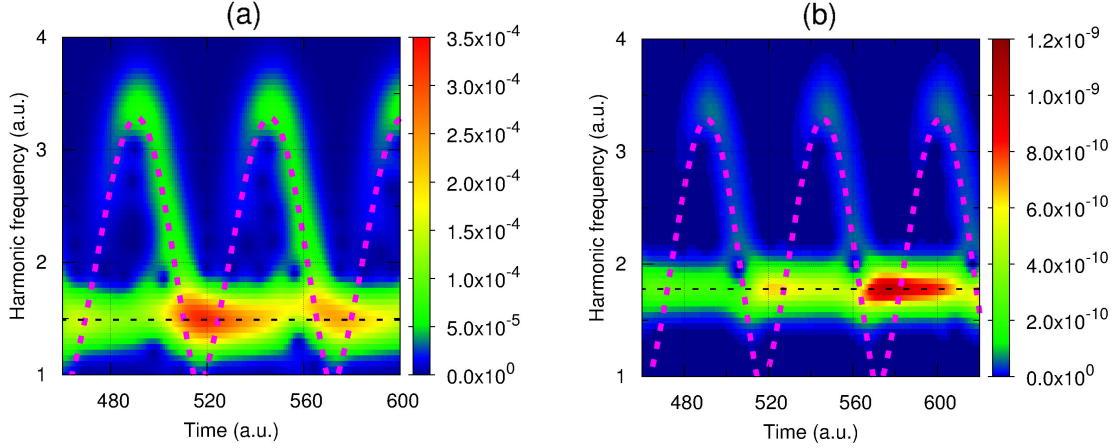 (a)
Harmonic frequency (a.u.)
4
3
2
1
480
520
560
600
Time (a.u.)
3.5x10-4
3.0x10-4
2.5x10-4
2.0x10-4
1.5x10-4
1.0x10-4
5.0x10-5
0.0x100
(b)
Harmonic frequency (a.u.)
4
3
2
1
480
520
560
600
Time (a.u.)
1.2x10-9
1.0x10-9
8.0x10-10
6.0x10-10
4.0x10-10
2.0x10-10
0.0x100